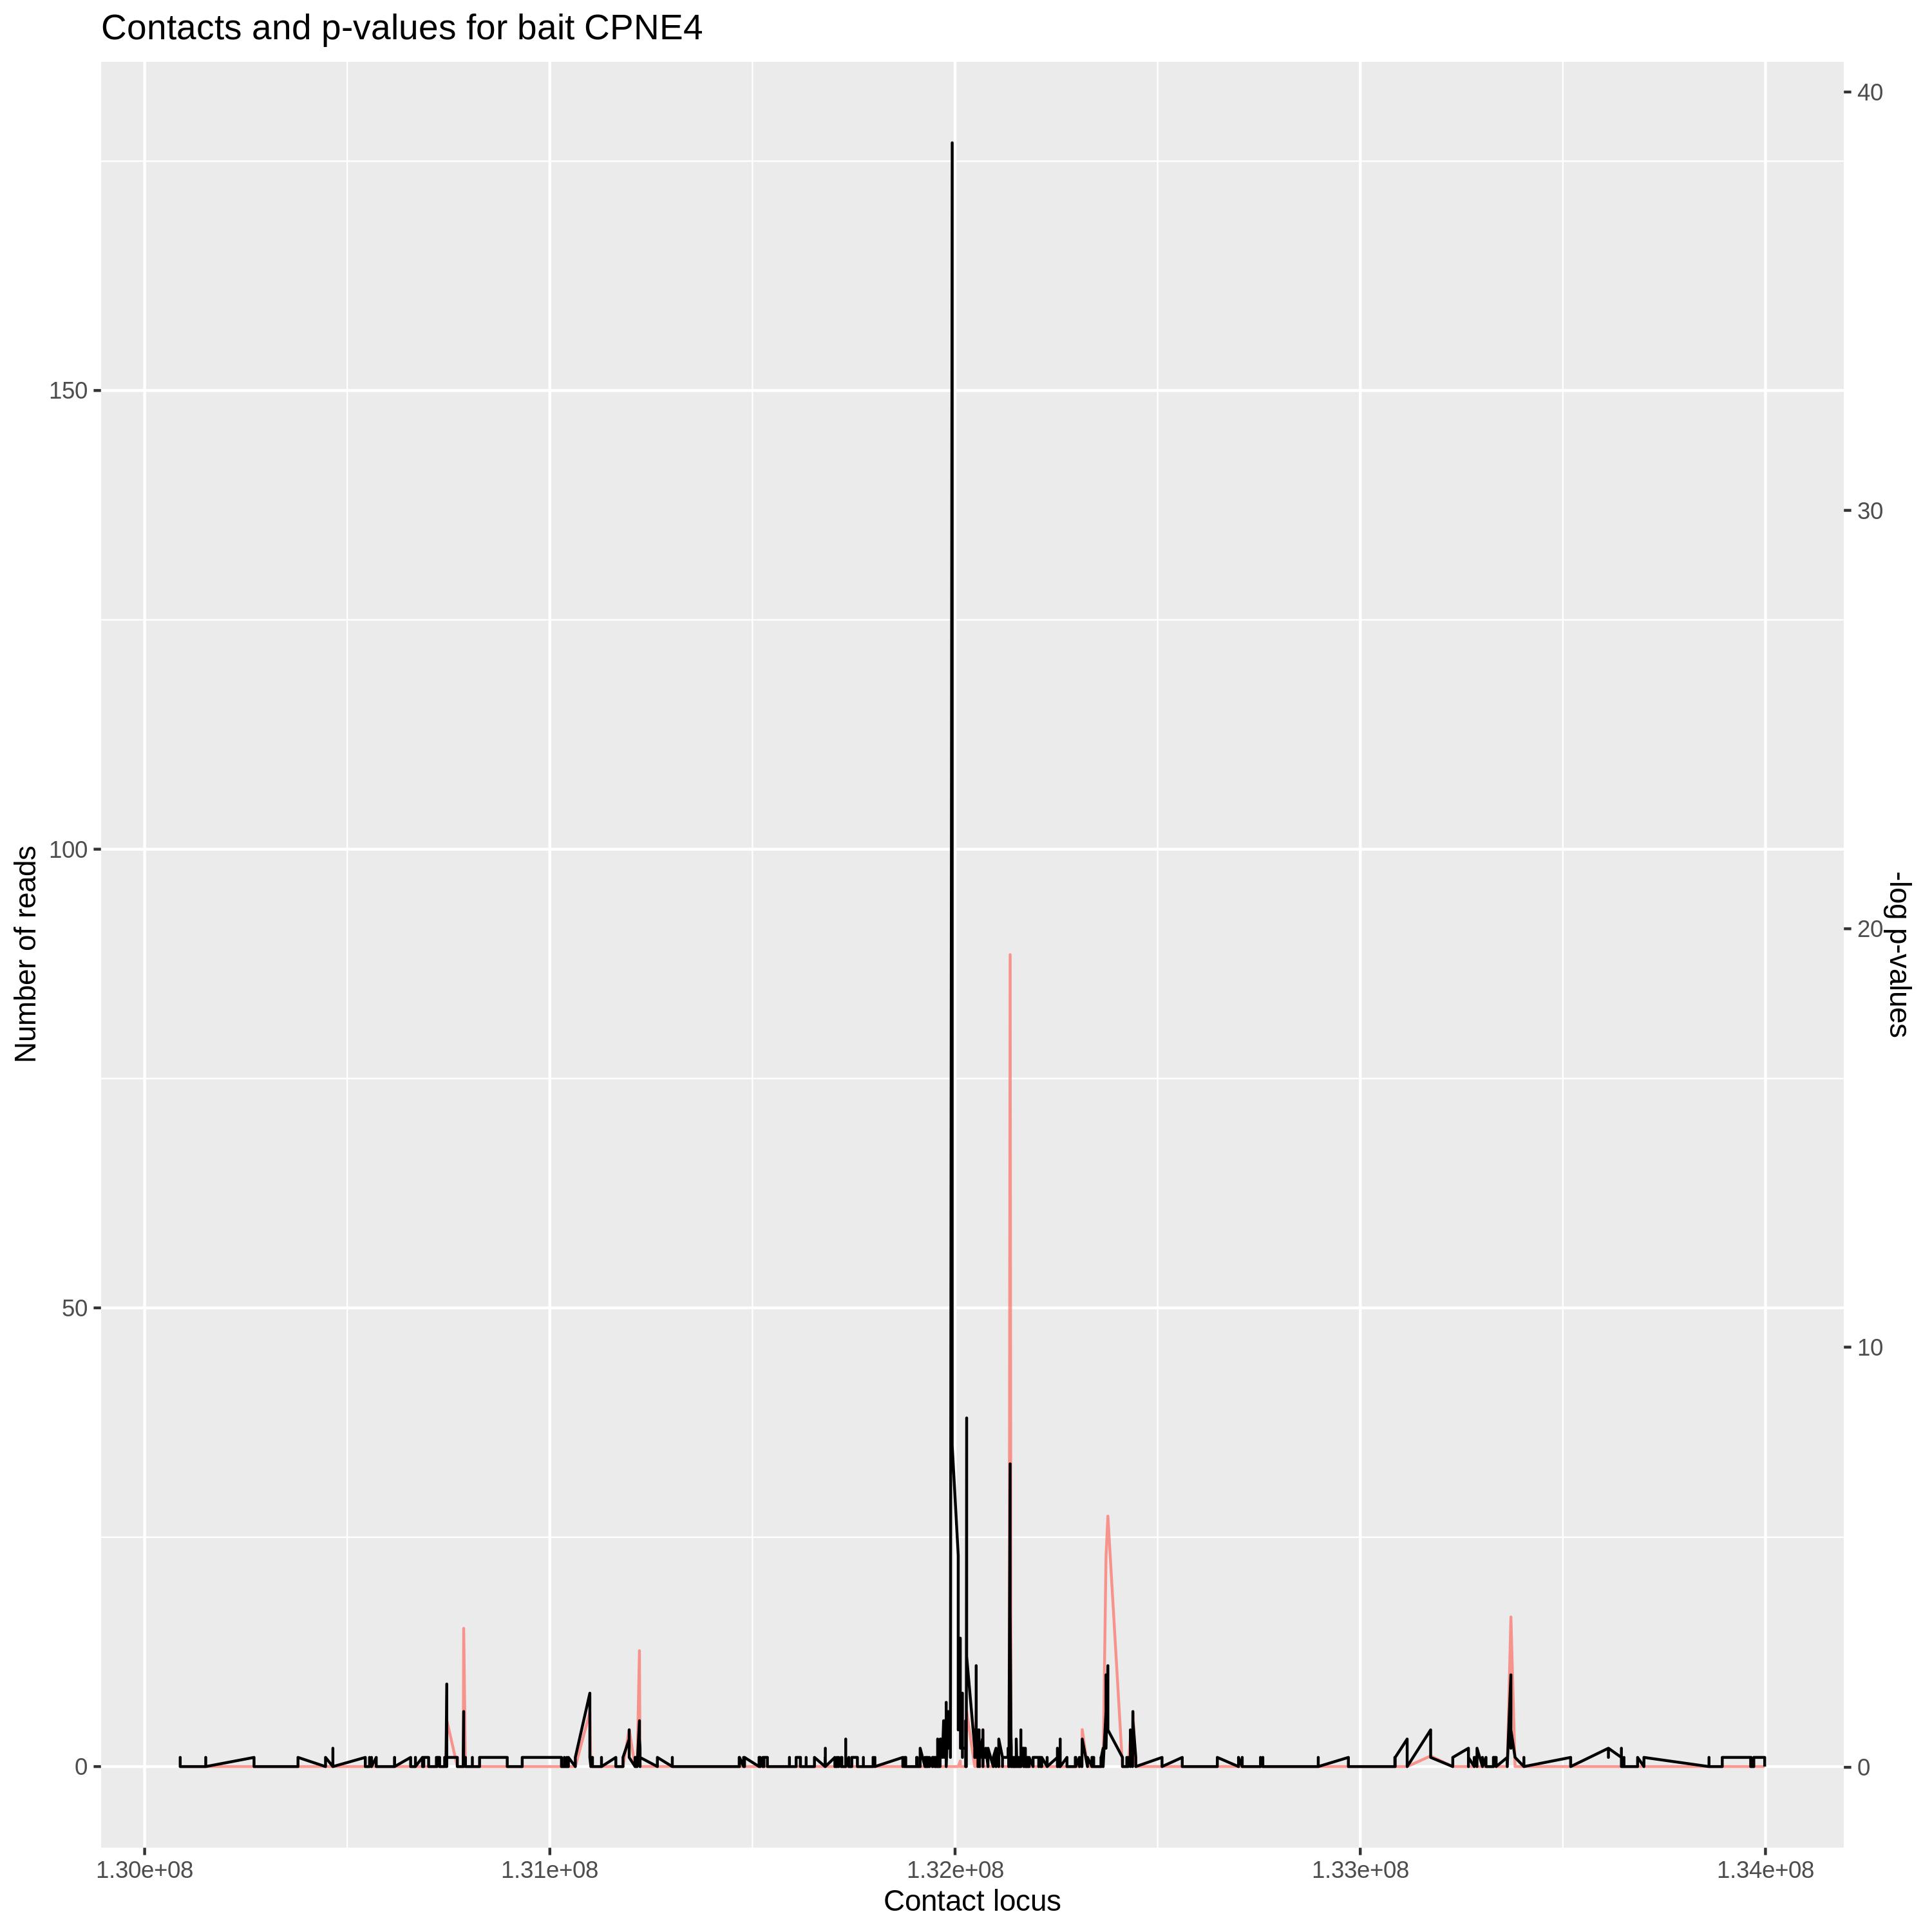 Contacts and p-values for bait CPNE4
Number of reads
150
100
50
0
40
30
20
10
0
-log p-values
1.30e+08
1.31e+08
1.32e+08
1.33e+08
1.34e+08
Contact locus